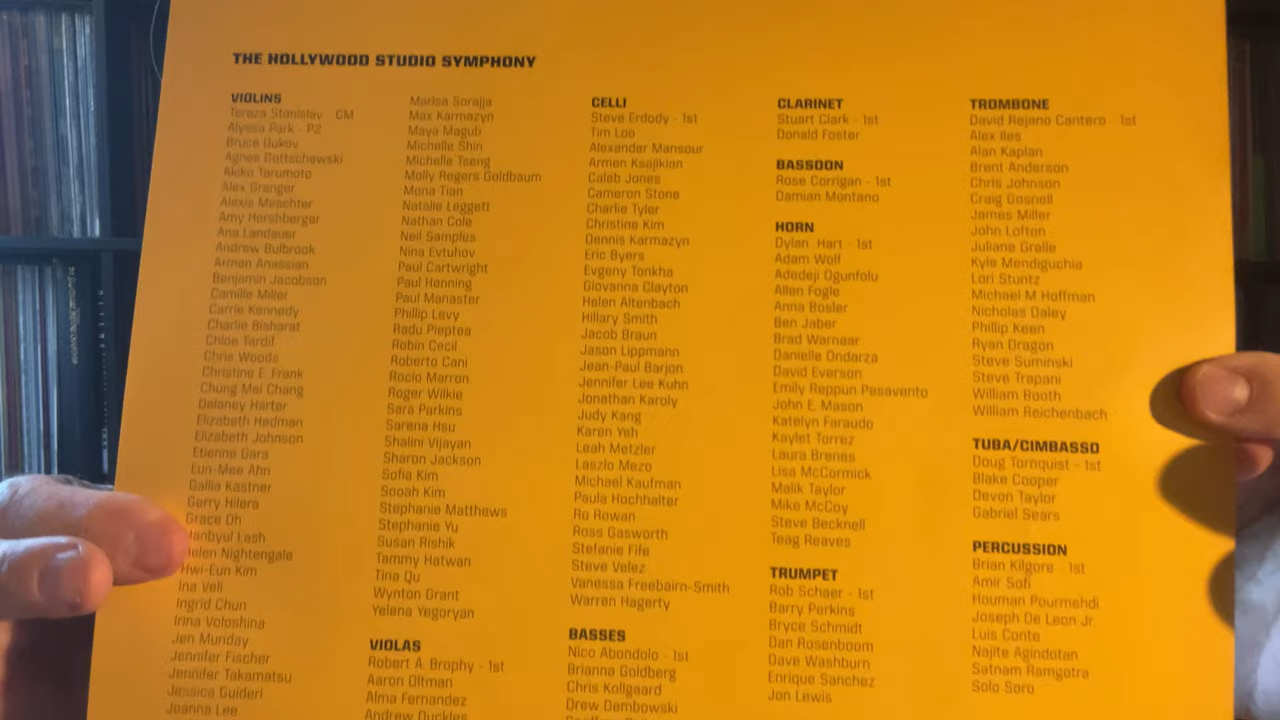 THE HOLLYWOOD STUDIO SYMPHONY
VIOLINS
Tereza Stanislav CM
Alyssa Park - P2
Bruce Dukov
Agnes Gottschewski
Akiko Tarumoto
Alex Granger
Alexis Meschter
Amy Hershberger
Ana Landauer
Andrew Bulbrook
Armen Anassian
Benjamin Jacobson
Camille Miller
Carrie Kennedy
Charlie Bisharat
Chloe Tardif
Chris Woods
Christine E. Frank
Chung Mei Chang
Delaney Harter
Elizabeth Hedman
Elizabeth Johnson
Etienne Gara
Eun-Mee Ahn
Gallia Kastner
Gerry Hilera
Grace Oh
Hanbyul Lash
Helen Nightengale
Hwi-Eun Kim
Ina Veli
Ingrid Chun
Irina Voloshina
Jen Munday
Jennifer Fischer
Jennifer Takamatsu
Jessica Guideri
Joanna Lee
Marisa Sorajja
Max Karmazyn
Maya Magub
Michelle Shin
Michelle Tseng
Molly Rogers Goldbaum
Mona Tian
Natalie Leggett
Nathan Cole
Neil Samples
Nina Evtuhov
Paul Cartwright
Paul Henning
Paul Manaster
Phillip Levy
Radu Pieptea
Robin Cecil
Roberto Cani
Rocio Marron
Roger Wilkie
Sara Parkins
Sarena Hsu
Shalini Vijayan
Sharon Jackson
Sofia Kim
Sooah Kim
Stephanie Matthews
Stephanie Yu
Susan Rishik
Tammy Hatwan
Tina Qu
Wynton Grant
Yelena Yegoryan
VIOLAS
Robert A. Brophy - 1st
Aaron Oltman
Alma Fernandez
Andrew Duckles
CELLI
Steve Erdody - 1st
Tim Loo
Alexander Mansour
Armen Ksajikian
Caleb Jones
Cameron Stone
Charlie Tyler
Christine Kim
Dennis Karmazyn
Eric Byers
Evgeny Tonkha
Giovanna Clayton
Helen Altenbach
Hillary Smith
Jacob Braun
Jason Lippmann
Jean-Paul Barjon
Jennifer Lee Kuhn
Jonathan Karoly
Judy Kang
Karen Yeh
Leah Metzler
Laszlo Mezo
Michael Kaufman
Paula Hochhalter
Ro Rowan
Ross Gasworth
Stefanie Fife
Steve Velez
Vanessa Freebairn-Smith
Warren Hagerty
BASSES
Nico Abondolo - 1st
Brianna Goldberg
Chris Kollgaard
Drew Dembowski
CLARINET
Stuart Clark - 1st
Donald Foster
BASSOON
Rose Corrigan - 1st
Damian Montano
HORN
Dylan Hart - 1st
Adam Wolf
Adedeji Ogunfolu
Allen Fogle
Anna Bosler
Ben Jaber
Brad Warnaar
Danielle Ondarza
David Everson
Emily Reppun Pesavento
John E. Mason
Katelyn Faraudo
Kaylet Torrez
Laura Brenes
Lisa McCormick
Malik Taylor
Mike McCoy
Steve Becknell
Teag Reaves
TRUMPET
Rob Schaer - 1st
Barry Perkins
Bryce Schmidt
Dan Rosenboom
Dave Washburn
Enrique Sanchez
Jon Lewis
TROMBONE
David Rejano Cantero - 1st
Alex Iles
Alan Kaplan
Brent Anderson
Chris Johnson
Craig Gosnell
James Miller
John Lofton
Juliane Gralle
Kyle Mendiguchia
Lori Stuntz
Michael M Hoffman
Nicholas Daley
Phillip Keen
Ryan Dragon
Steve Suminski
Steve Trapani
William Booth
William Reichenbach
TUBA/CIMBASSO
Doug Tornquist - 1st
Blake Cooper
Devon Taylor
Gabriel Sears
PERCUSSION
Brian Kilgore - 1st
Amir Sofi
Houman Pourmehdi
Joseph De Leon Jr.
Luis Conte
Najite Agindotan
Satnam Ramgotra
Solo Soro